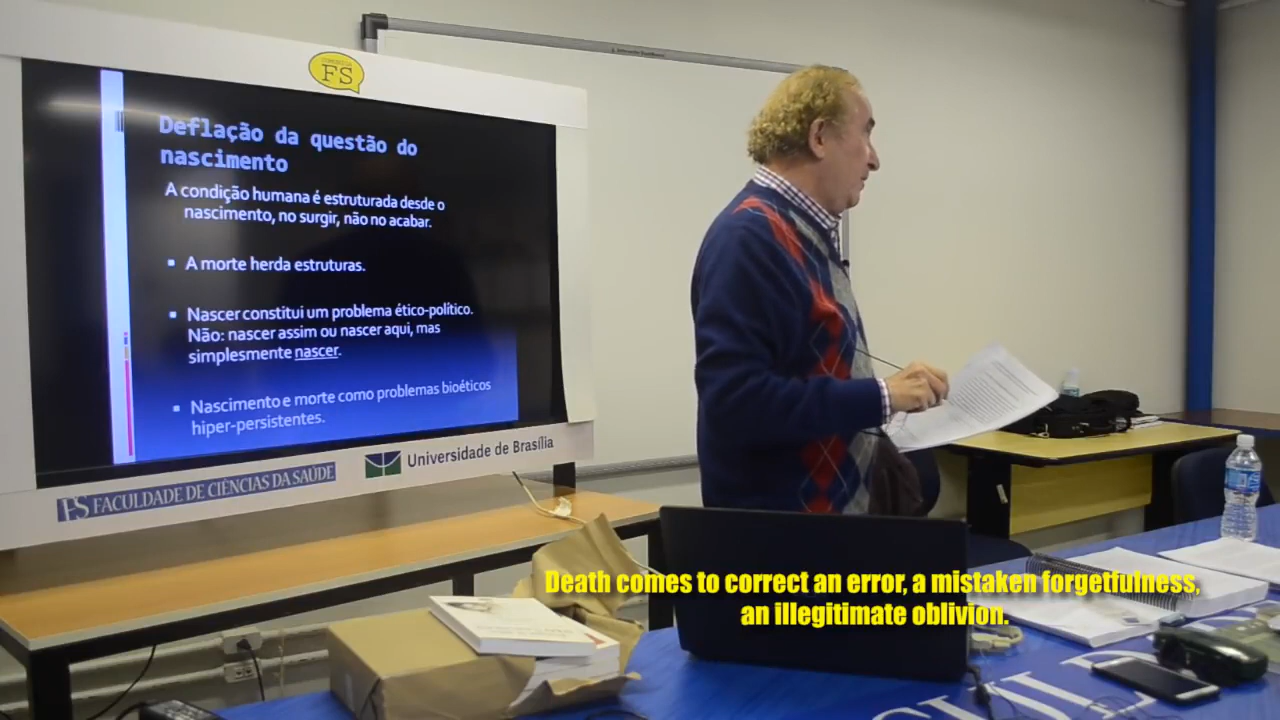 FS
Deflação da questão do
nascimento
A condição humana é estruturada desde o
nascimento, no surgir, não no acabar.
▪ A morte herda estruturas.
▪ Nascer constitui um problema ético-político.
Não: nascer assim ou nascer aqui, mas
simplesmente nascer.
▪ Nascimento e morte como problemas bioéticos
hiper-persistentes.
FS FACULDADE DE CIÊNCIAS DA SAÚDE
Universidade de Brasília
Death comes to correct an error, a mistaken forgetfulness,
an illegitimate oblivion.